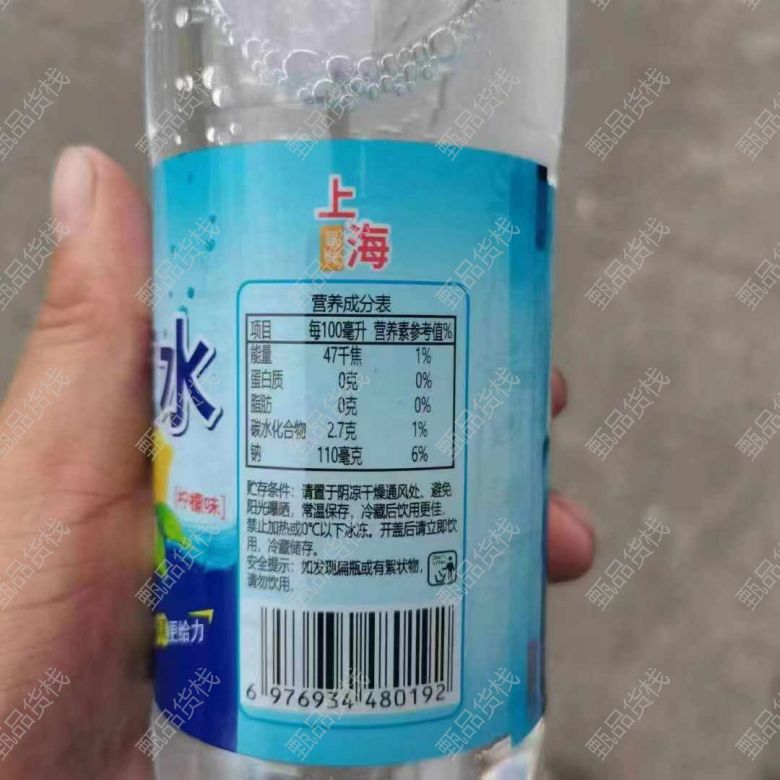 上
海
水
[柠檬味]
更给力
营养成分表
项目 每100毫升 营养素参考值%
能量 47千焦 1%
蛋白质 0克 0%
脂肪 0克 0%
碳水化合物 2.7克 1%
钠 110毫克 6%
贮存条件：请置于阴凉干燥通风处、避免
阳光曝晒，常温保存，冷藏后饮用更佳，
禁止加热或0℃以下冰冻。开盖后请立即饮
用，冷藏储存。
安全提示：如发现扁瓶或有絮状物，
请勿饮用。
6 976934 480192
甄品货栈